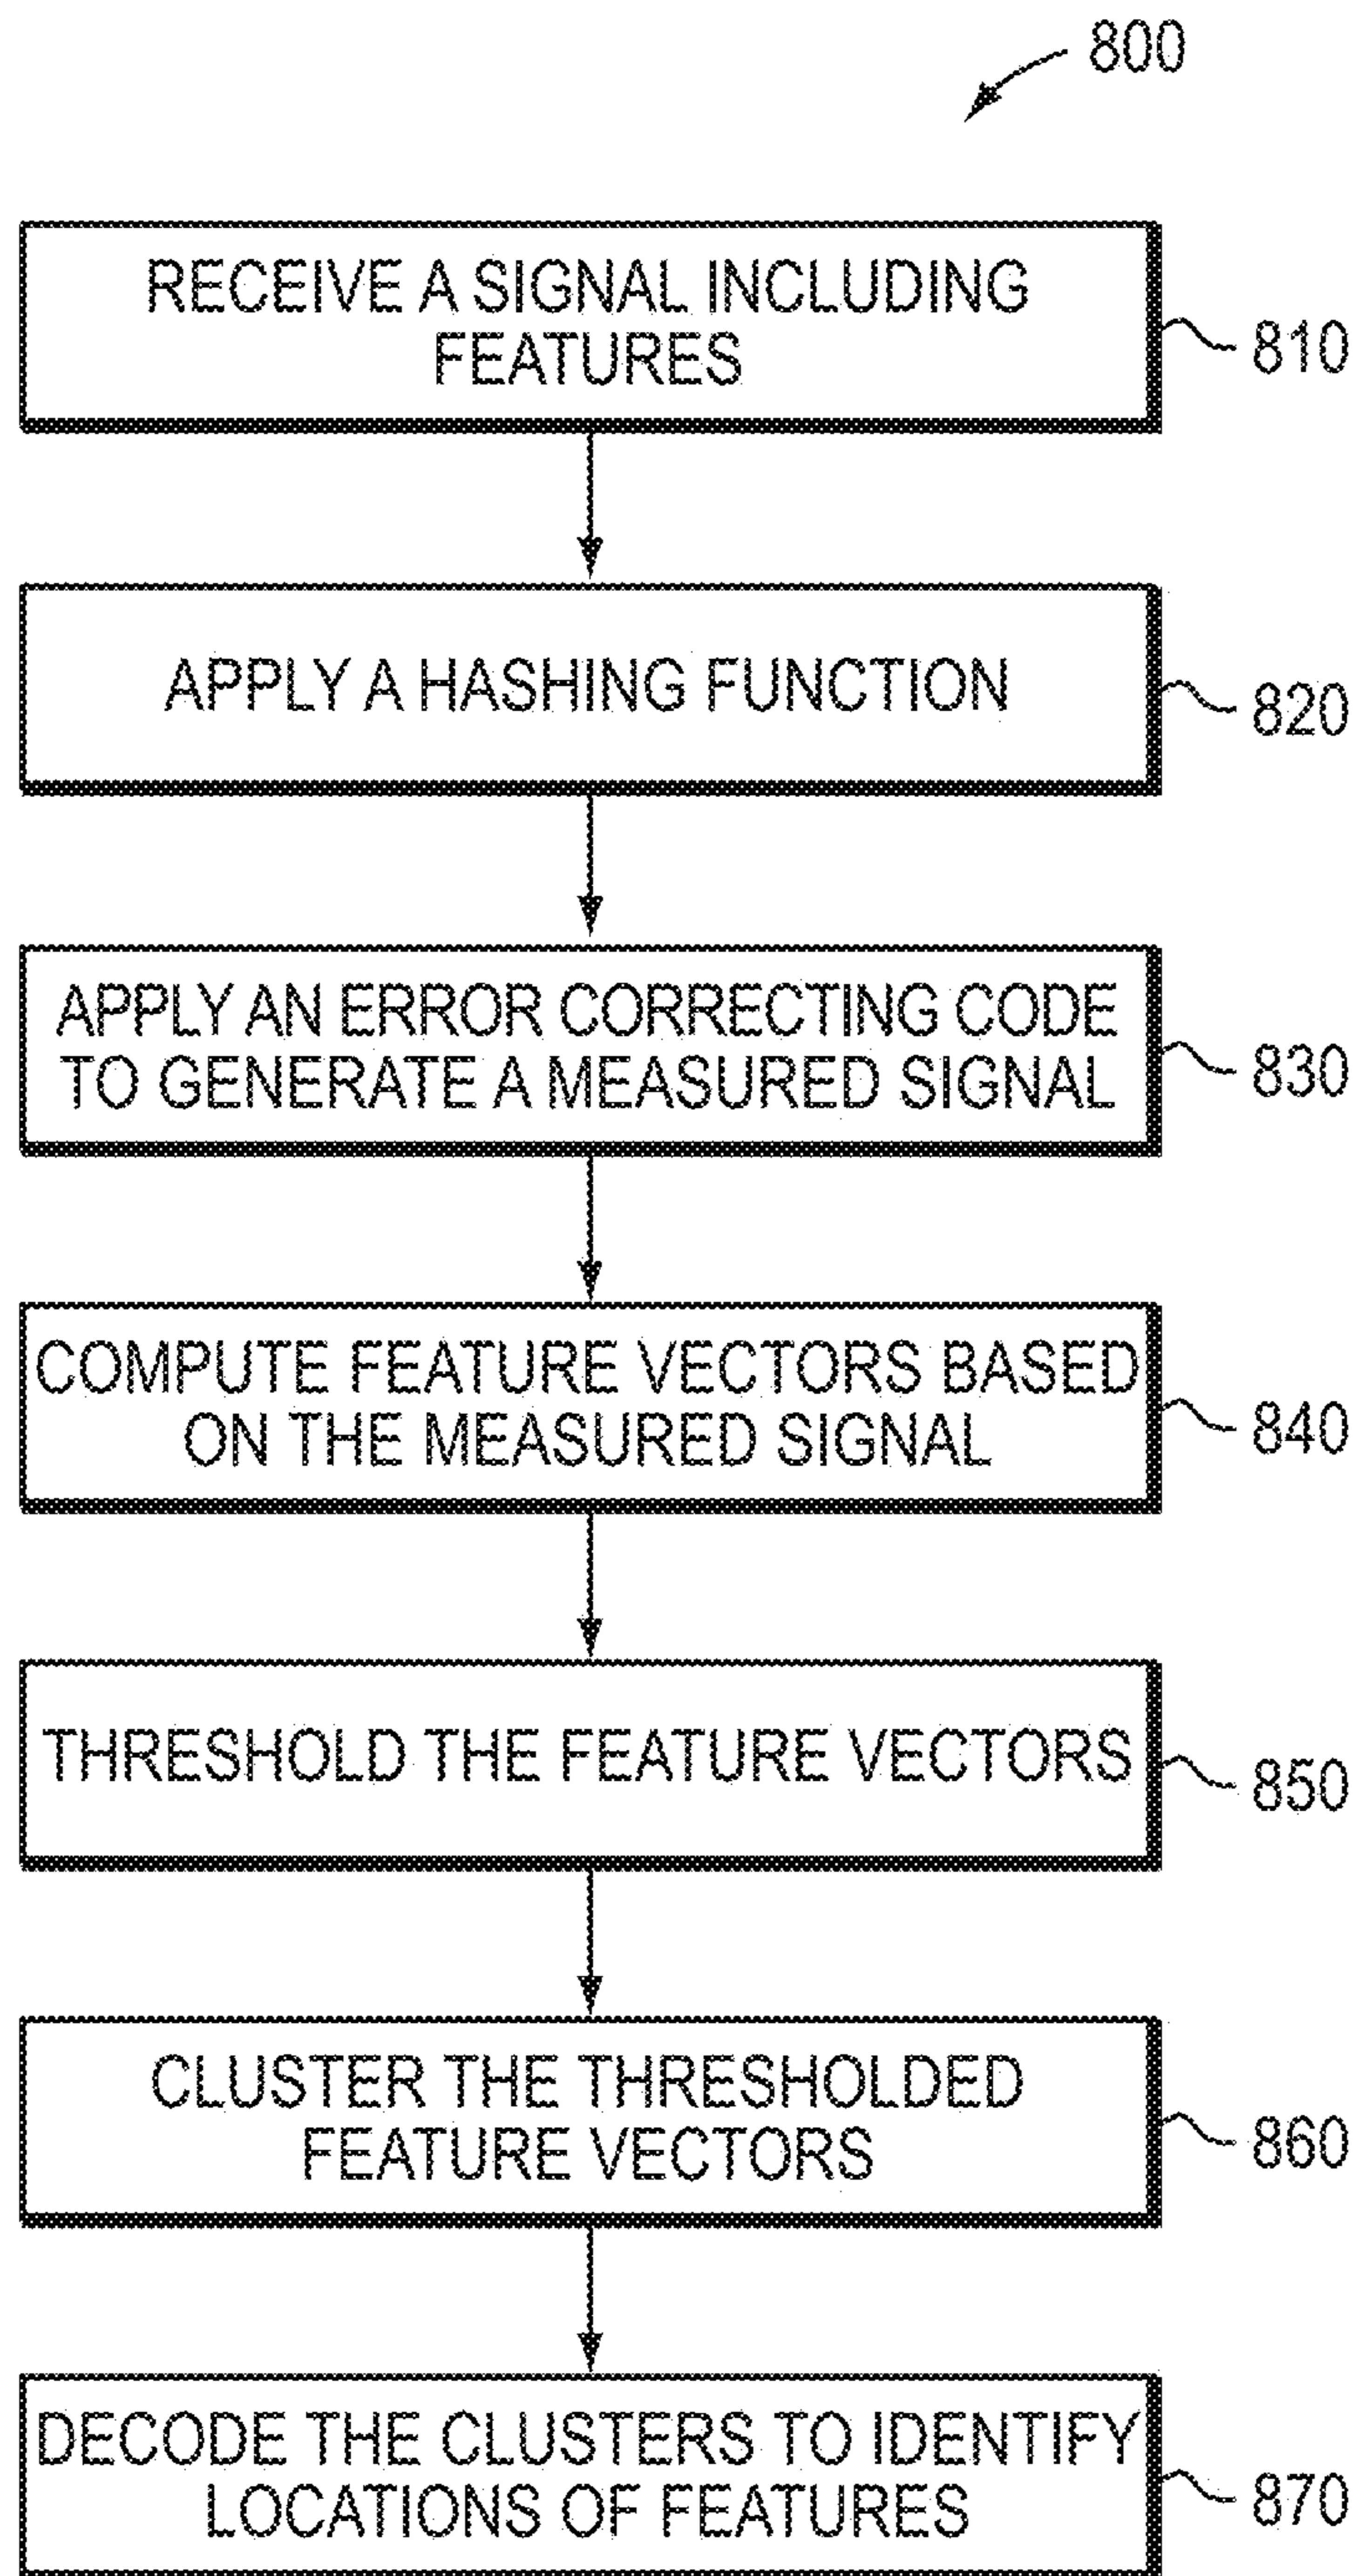 800
RECEIVE A SIGNAL INCLUDING
FEATURES
810
APPLY A HASHING FUNCTION
820
APPLY AN ERROR CORRECTING CODE
TO GENERATE A MEASURED SIGNAL
830
COMPUTE FEATURE VECTORS BASED
ON THE MEASURED SIGNAL
840
THRESHOLD THE FEATURE VECTORS
850
CLUSTER THE THRESHOLDED
FEATURE VECTORS
860
DECODE THE CLUSTERS TO IDENTIFY
LOCATIONS OF FEATURES
870